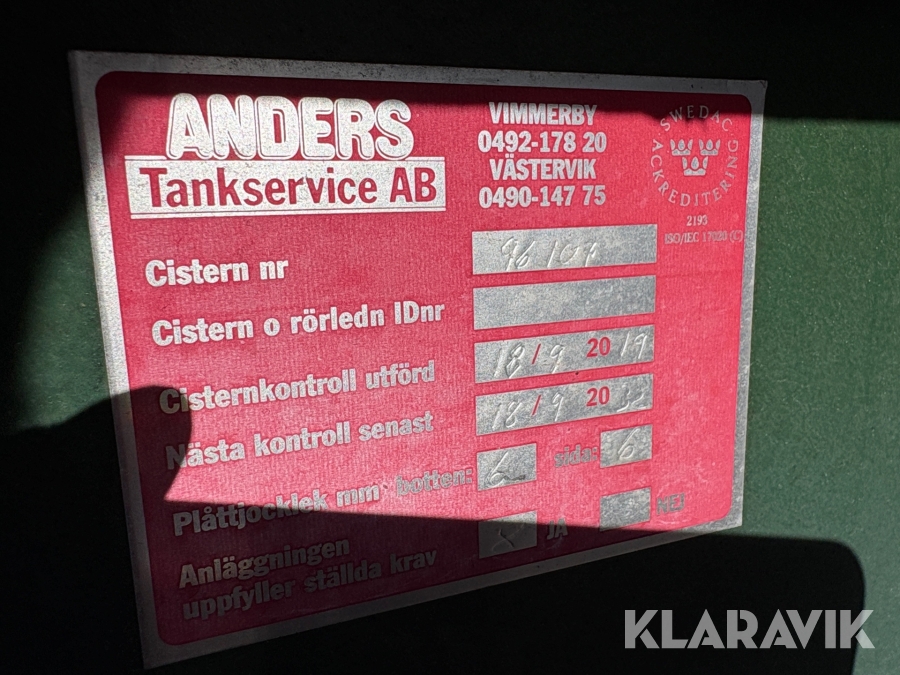 ANDERS
Tankservice AB
VIMMERBY
0492-178 20
VÄSTERVIK
0490-147 75
SWEDAC ACKREDITERING
2193
ISO/IEC 17020 (C)
Cistern nr
Cistern o rörledn IDnr
Cisternkontroll utförd 18/9 2019
Nästa kontroll senast 18/9 20
Plåttjocklek mm botten: 6 sida: 6
Anläggningen
uppfyller ställda krav JA NEJ
KLARAVIK